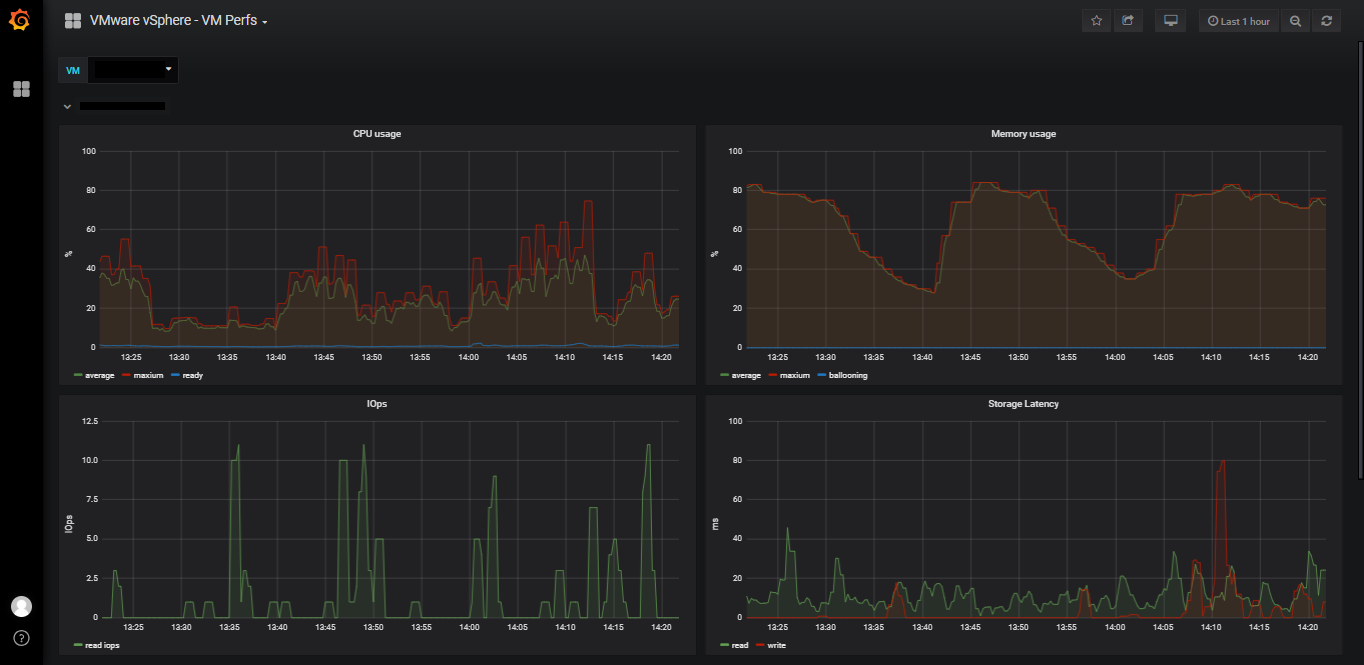 VMware vSphere - VM Perfs
Last 1 hour
VM
CPU usage
100
80
60
40
20
0
%
13:25 13:30 13:35 13:40 13:45 13:50 13:55 14:00 14:05 14:10 14:15 14:20
average maxium ready
Memory usage
100
80
60
40
20
0
%
13:25 13:30 13:35 13:40 13:45 13:50 13:55 14:00 14:05 14:10 14:15 14:20
average maxium ballooning
IOps
12.5
10.0
7.5
5.0
2.5
0
IOps
13:25 13:30 13:35 13:40 13:45 13:50 13:55 14:00 14:05 14:10 14:15 14:20
read iops
Storage Latency
100
80
60
40
20
0
ms
13:25 13:30 13:35 13:40 13:45 13:50 13:55 14:00 14:05 14:10 14:15 14:20
read write
?